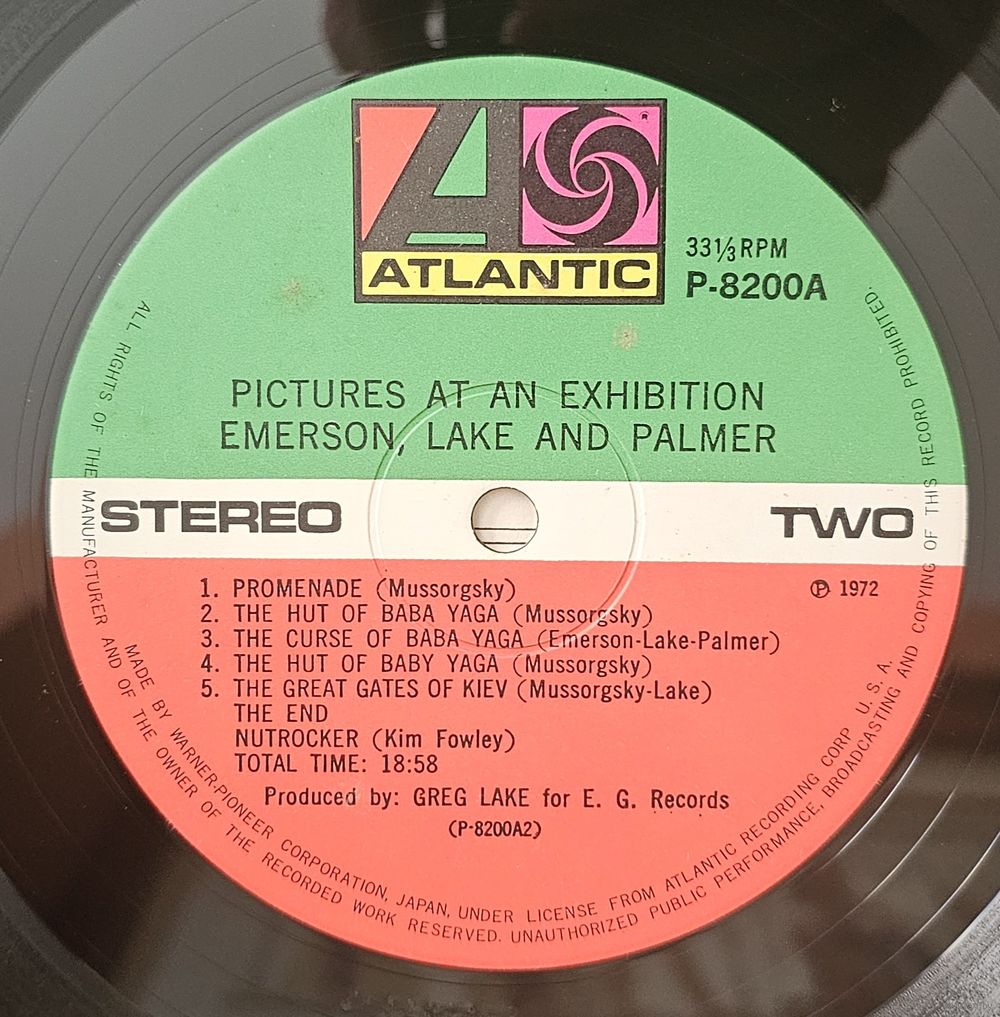 ATLANTIC
®
33⅓ RPM
P-8200A
PICTURES AT AN EXHIBITION
EMERSON, LAKE AND PALMER
STEREO
TWO
1. PROMENADE (Mussorgsky)
2. THE HUT OF BABA YAGA (Mussorgsky)
3. THE CURSE OF BABA YAGA (Emerson-Lake-Palmer)
4. THE HUT OF BABY YAGA (Mussorgsky)
5. THE GREAT GATES OF KIEV (Mussorgsky-Lake)
THE END
NUTROCKER (Kim Fowley)
TOTAL TIME: 18:58
℗ 1972
Produced by: GREG LAKE for E. G. Records
(P-8200A2)
MADE BY WARNER-PIONEER CORPORATION, JAPAN, UNDER LICENSE FROM ATLANTIC RECORDING CORP U. S. A.
ALL RIGHTS OF THE MANUFACTURER AND OF THE OWNER OF THE RECORDED WORK RESERVED. UNAUTHORIZED PUBLIC PERFORMANCE, BROADCASTING AND COPYING OF THIS RECORD PROHIBITED.